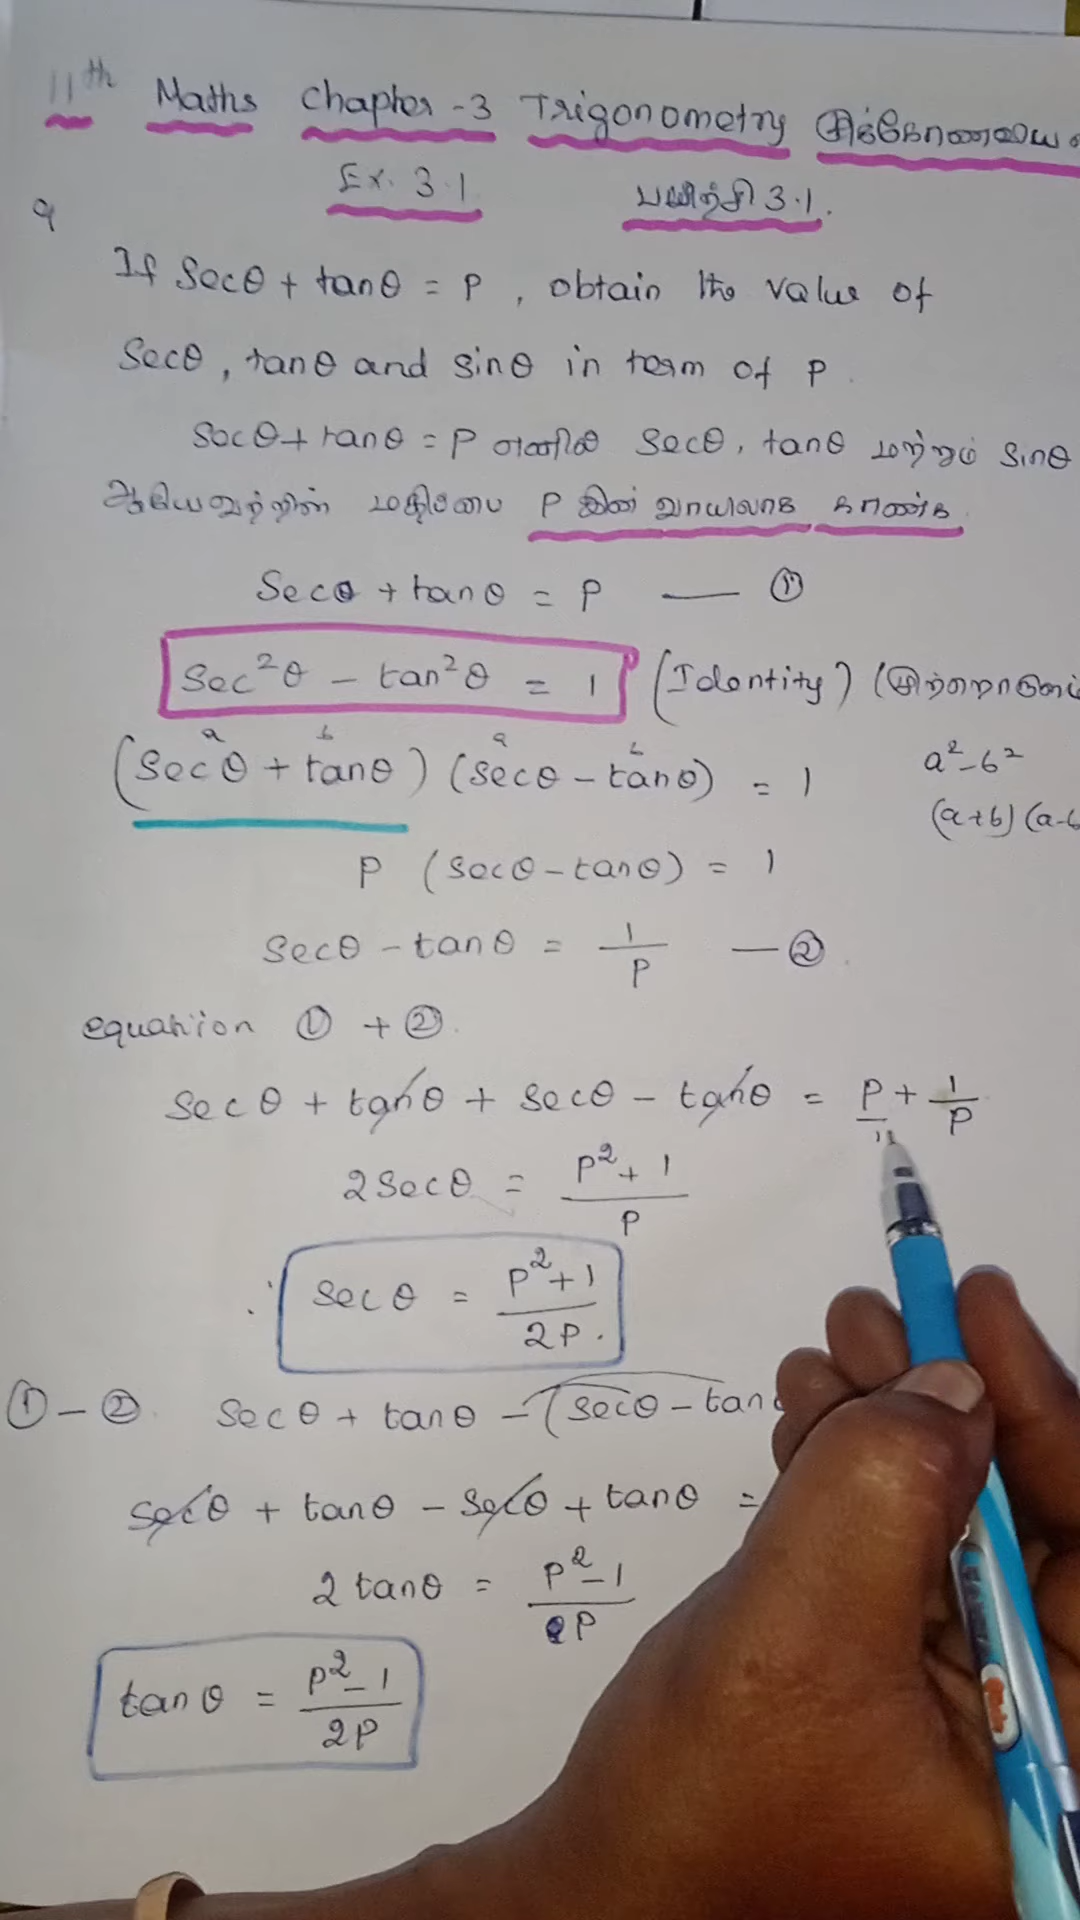 11th Maths Chapter -3 Trigonometry
Ex. 3.1 பயிற்சி 3.1.
9
If secθ + tanθ = P , obtain the value of
Secθ , tanθ and sinθ in term of P.
secθ + tanθ = P எனில் secθ, tanθ மற்றும் sinθ
ஆகியவற்றின் மதிப்பை P இன் வாயிலாக காண்க.
Secθ + tanθ = P — ①
sec²θ – tan²θ = 1 (Identity)
a b a b
(secθ + tanθ) (secθ – tanθ) = 1
a² – b²
(a+b) (a-b
P (secθ – tanθ) = 1
secθ – tanθ = 1/P — ②.
equation ① + ②.
secθ + tanθ + secθ – tanθ = P + 1/P
2secθ = P² + 1 / P
∴ secθ = P² + 1 / 2P.
① – ②. secθ + tanθ – (secθ – tan
secθ + tanθ – secθ + tanθ =
2 tanθ = P² – 1 / P
tanθ = P² – 1 / 2P